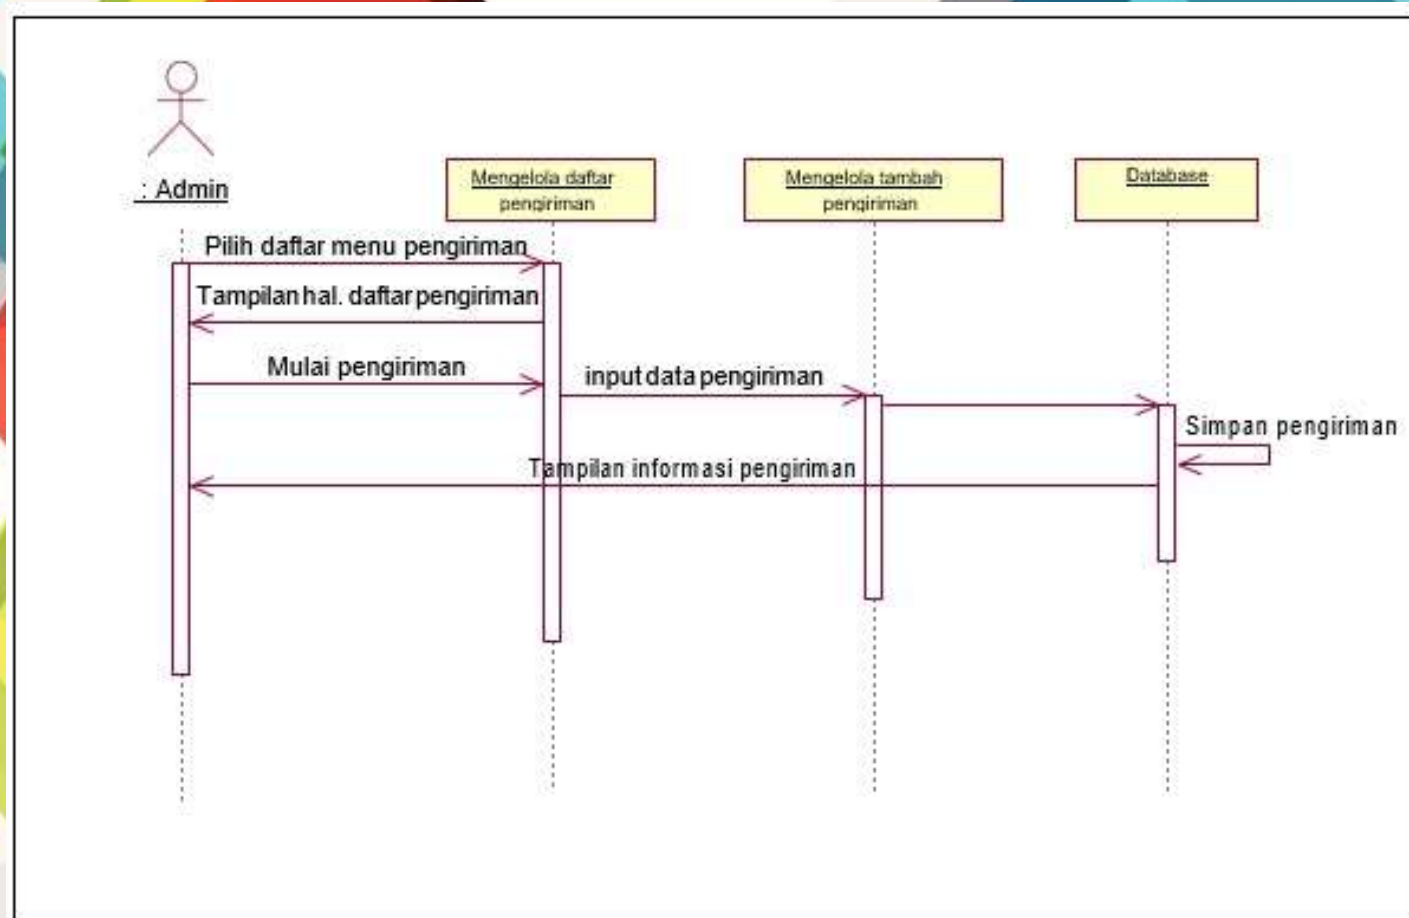 : Admin
Mengelola daftar
pengiriman
Mengelola tambah
pengiriman
Database
Pilih daftar menu pengiriman
Tampilan hal. daftar pengiriman
Mulai pengiriman
input data pengiriman
Simpan pengiriman
Tampilan informasi pengiriman